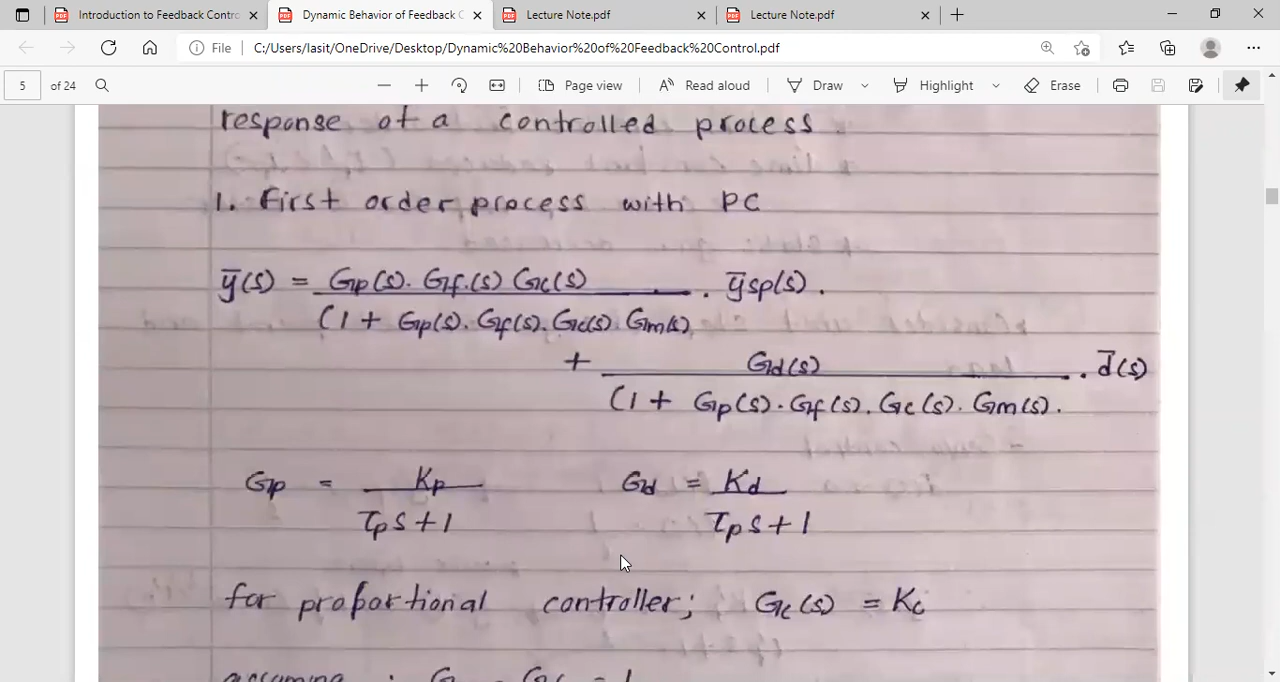 Introduction to Feedback Contro
Dynamic Behavior of Feedback C
Lecture Note.pdf
Lecture Note.pdf
File
C:/Users/lasit/OneDrive/Desktop/Dynamic%20Behavior%20of%20Feedback%20Control.pdf
5 of 24
Page view
Read aloud
Draw
Highlight
Erase
response of a controlled process.
1. First order process with PC
ȳ(s) = Gp(s). Gf.(s) Gc(s) / (1 + Gp(s). Gf(s). Gc(s). Gm(s) . ȳsp(s).
+ Gd(s) / (1 + Gp(s). Gf(s). Gc(s). Gm(s). . d̄(s)
Gp = Kp / τps+1 Gd = Kd / τps+1
for proportional controller; Gc(s) = Kc